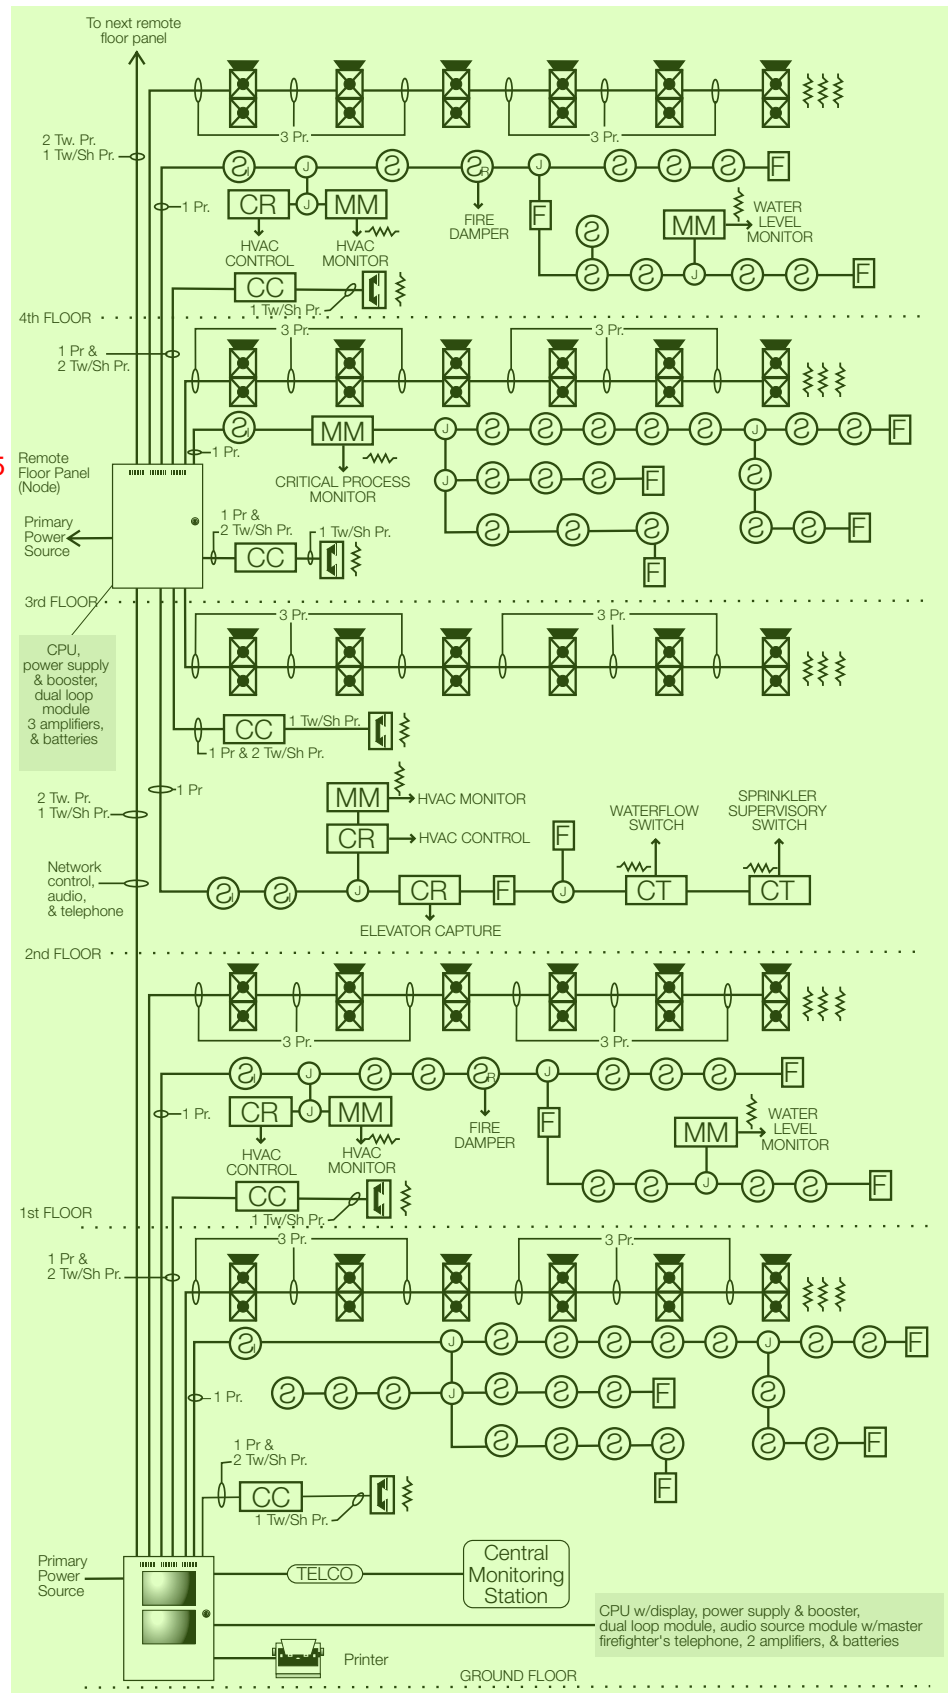 To next remote
floor panel
3 Pr.
3 Pr.
2 Tw. Pr.
1 Tw/Sh Pr.
S I
J
S
S R
J
S
S
S
F
1 Pr.
CR
J
MM
HVAC
CONTROL
HVAC
MONITOR
FIRE
DAMPER
F
S
MM
WATER
LEVEL
MONITOR
S
S
J
S
S
F
CC
1 Tw/Sh Pr.
4th FLOOR
3 Pr.
3 Pr.
1 Pr &
2 Tw/Sh Pr.
S I
MM
J
S
S
S
S
S
J
S
S
F
1 Pr.
5
Remote
Floor Panel
(Node)
CRITICAL PROCESS
MONITOR
J
S
S
S
F
S
Primary
Power
Source
1 Pr &
2 Tw/Sh Pr.
CC
1 Tw/Sh Pr.
S
S
S
F
S
S
F
3rd FLOOR
3 Pr.
3 Pr.
CPU,
power supply
& booster,
dual loop
module
3 amplifiers,
& batteries
CC
1 Tw/Sh Pr.
1 Pr & 2 Tw/Sh Pr.
1 Pr
2 Tw. Pr.
1 Tw/Sh Pr.
MM
HVAC MONITOR
CR
HVAC CONTROL
F
WATERFLOW
SWITCH
SPRINKLER
SUPERVISORY
SWITCH
Network
control,
audio,
& telephone
S I
S I
J
CR
F
J
CT
CT
ELEVATOR CAPTURE
2nd FLOOR
3 Pr.
3 Pr.
S I
J
S
S
S R
J
S
S
S
F
1 Pr.
CR
J
MM
HVAC
CONTROL
HVAC
MONITOR
FIRE
DAMPER
F
MM
WATER
LEVEL
MONITOR
S
S
J
S
S
F
CC
1 Tw/Sh Pr.
1st FLOOR
3 Pr.
3 Pr.
1 Pr &
2 Tw/Sh Pr.
S I
J
S
S
S
S
S
J
S
S
F
1 Pr.
S
S
S
J
S
S
S
F
S
S
S
S
S
F
S
S
F
1 Pr &
2 Tw/Sh Pr.
CC
1 Tw/Sh Pr.
Primary
Power
Source
TELCO
Central
Monitoring
Station
CPU w/display, power supply & booster,
dual loop module, audio source module w/master
firefighter's telephone, 2 amplifiers, & batteries
Printer
GROUND FLOOR